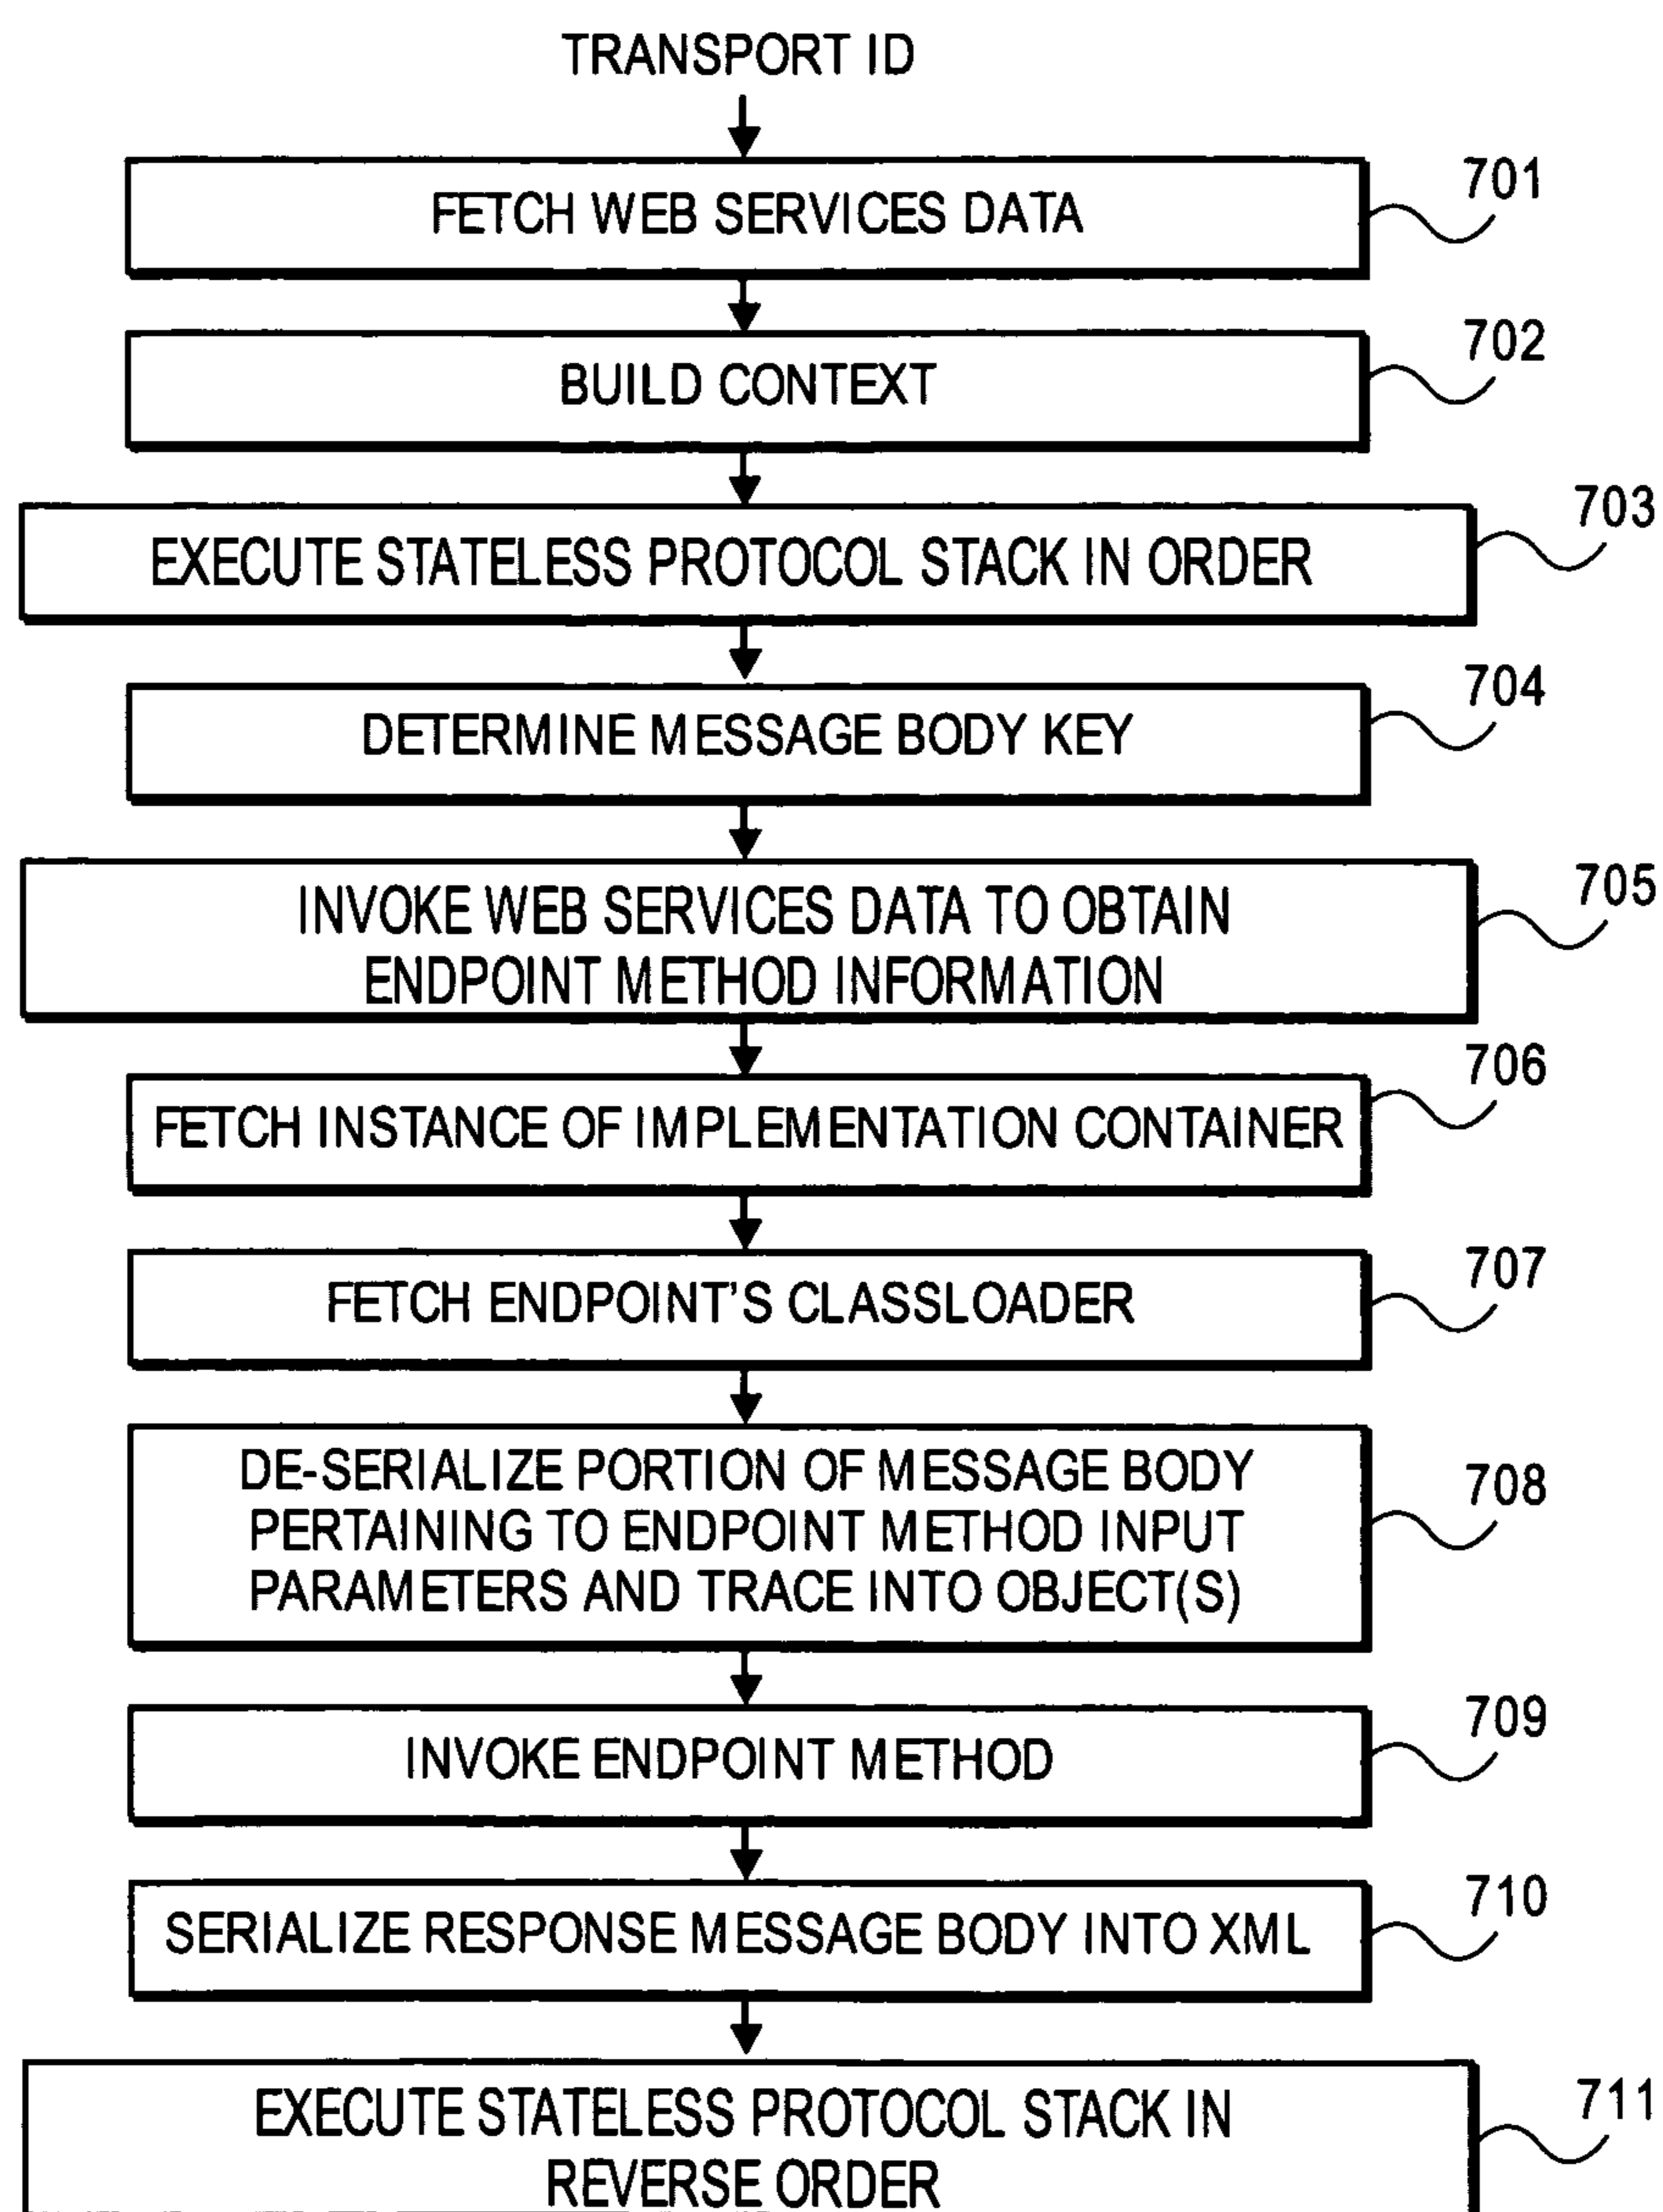 TRANSPORT ID
701
FETCH WEB SERVICES DATA
702
BUILD CONTEXT
703
EXECUTE STATELESS PROTOCOL STACK IN ORDER
704
DETERMINE MESSAGE BODY KEY
705
INVOKE WEB SERVICES DATA TO OBTAIN
ENDPOINT METHOD INFORMATION
706
FETCH INSTANCE OF IMPLEMENTATION CONTAINER
707
FETCH ENDPOINT'S CLASSLOADER
708
DE-SERIALIZE PORTION OF MESSAGE BODY
PERTAINING TO ENDPOINT METHOD INPUT
PARAMETERS AND TRACE INTO OBJECT(S)
709
INVOKE ENDPOINT METHOD
710
SERIALIZE RESPONSE MESSAGE BODY INTO XML
711
EXECUTE STATELESS PROTOCOL STACK IN
REVERSE ORDER